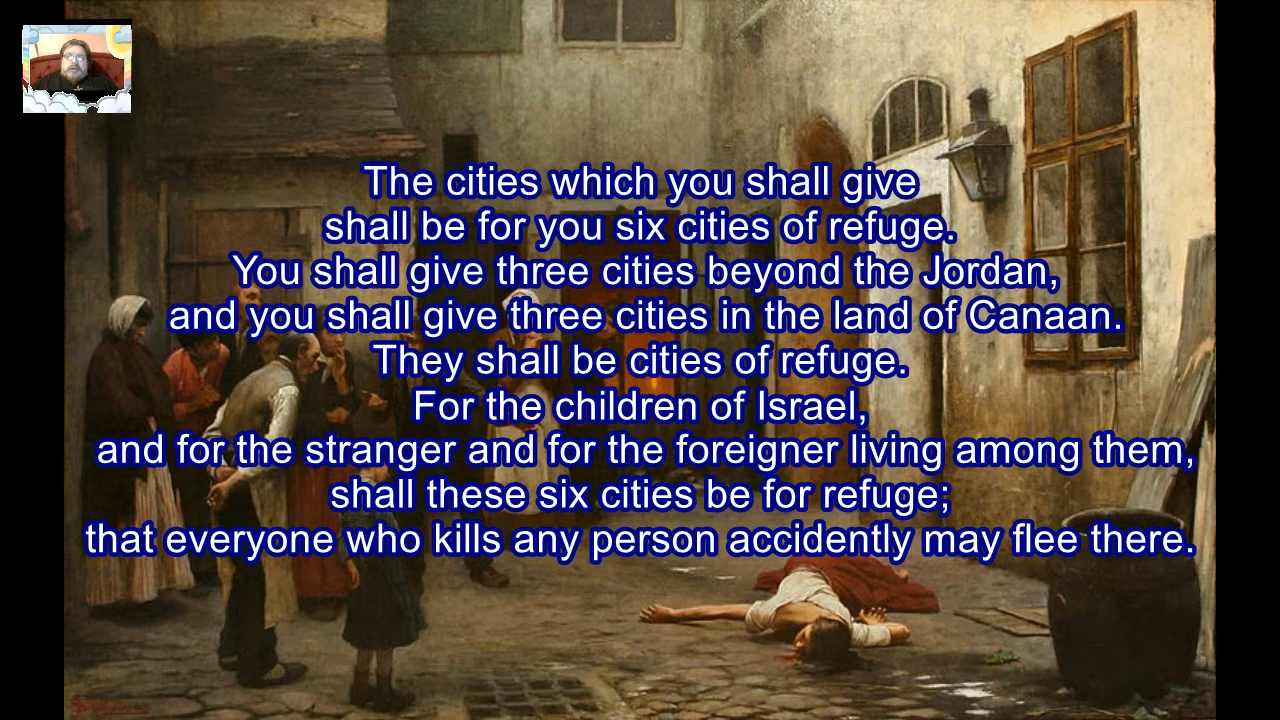 The cities which you shall give
shall be for you six cities of refuge.
You shall give three cities beyond the Jordan,
and you shall give three cities in the land of Canaan.
They shall be cities of refuge.
For the children of Israel,
and for the stranger and for the foreigner living among them,
shall these six cities be for refuge;
that everyone who kills any person accidently may flee there.